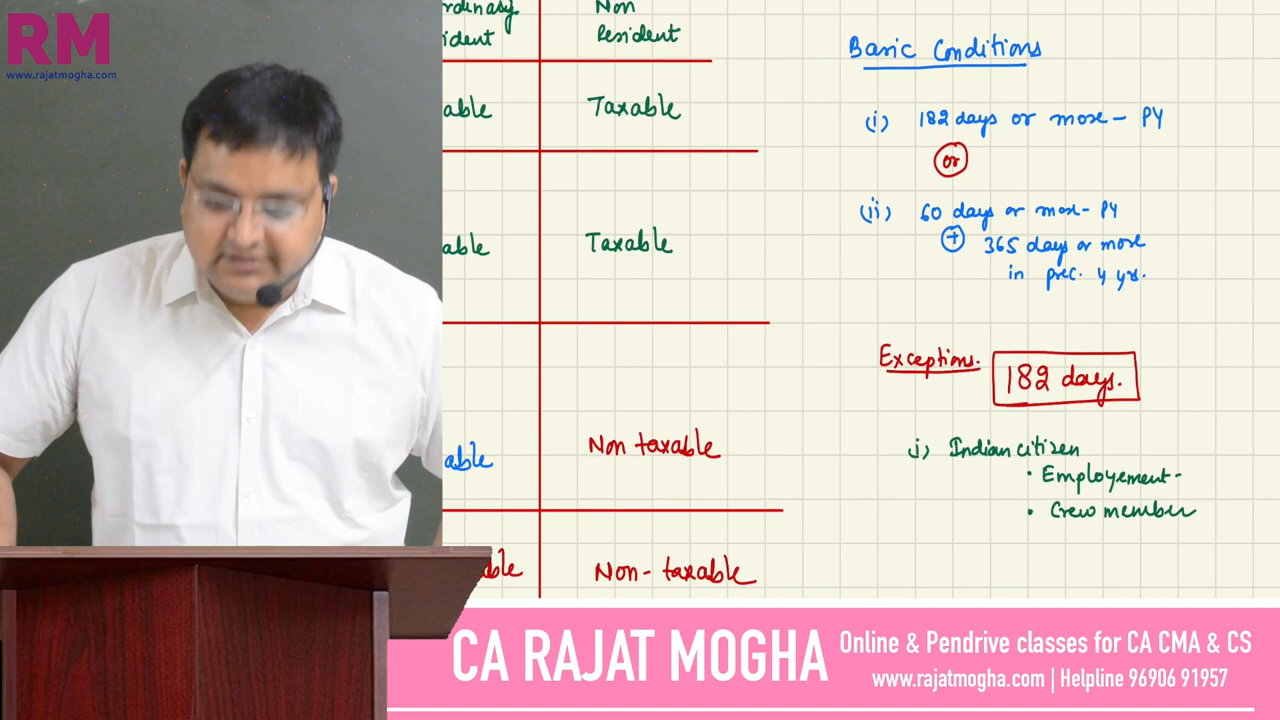 RM
www.rajatmogha.com
rdinary
ident
Non
Resident
able
Taxable
able
Taxable
able
Non taxable
able
Non-taxable
Basic Conditions
(i) 182 days or more - PY
or
(ii) 60 days or more - PY
+ 365 days or more
in prec. 4 yrs.
Exceptions.
182 days.
i) Indian citizen
• Employement -
• Crew member
CA RAJAT MOGHA
Online & Pendrive classes for CA CMA & CS
www.rajatmogha.com | Helpline 96906 91957